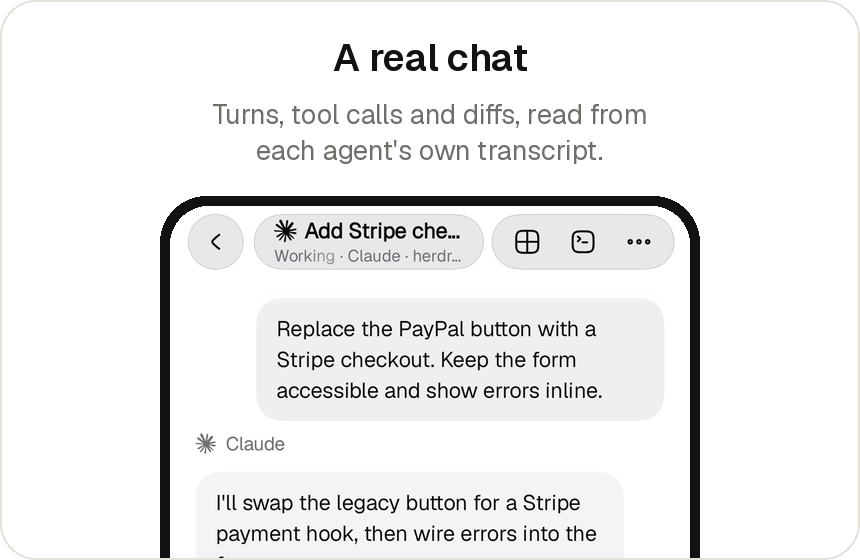 A real chat
Turns, tool calls and diffs, read from
each agent's own transcript.
Add Stripe che...
Working · Claude · herdr...
Replace the PayPal button with a
Stripe checkout. Keep the form
accessible and show errors inline.
Claude
I'll swap the legacy button for a Stripe
payment hook, then wire errors into the